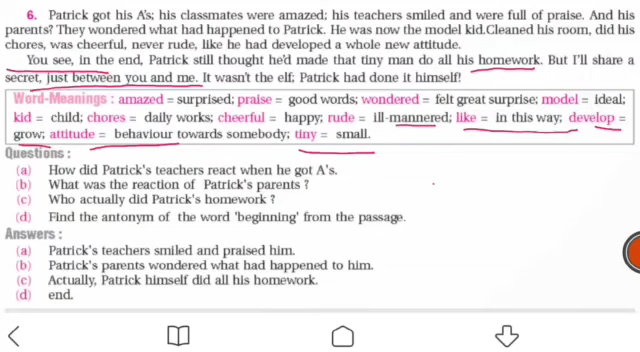 6. Patrick got his A's; his classmates were amazed; his teachers smiled and were full of praise. And his
parents? They wondered what had happened to Patrick. He was now the model kid.Cleaned his room, did his
chores, was cheerful, never rude, like he had developed a whole new attitude.
You see, in the end, Patrick still thought he'd made that tiny man do all his homework. But I'll share a
secret, just between you and me. It wasn't the elf; Patrick had done it himself!
Word-Meanings : amazed = surprised; praise = good words; wondered = felt great surprise; model = ideal;
kid = child; chores = daily works; cheerful = happy; rude = ill-mannered; like = in this way; develop =
grow; attitude = behaviour towards somebody; tiny = small.
Questions :
(a) How did Patrick's teachers react when he got A's.
(b) What was the reaction of Patrick's parents ?
(c) Who actually did Patrick's homework ?
(d) Find the antonym of the word 'beginning' from the passage.
Answers :
(a) Patrick's teachers smiled and praised him.
(b) Patrick's parents wondered what had happened to him.
(c) Actually, Patrick himself did all his homework.
(d) end.